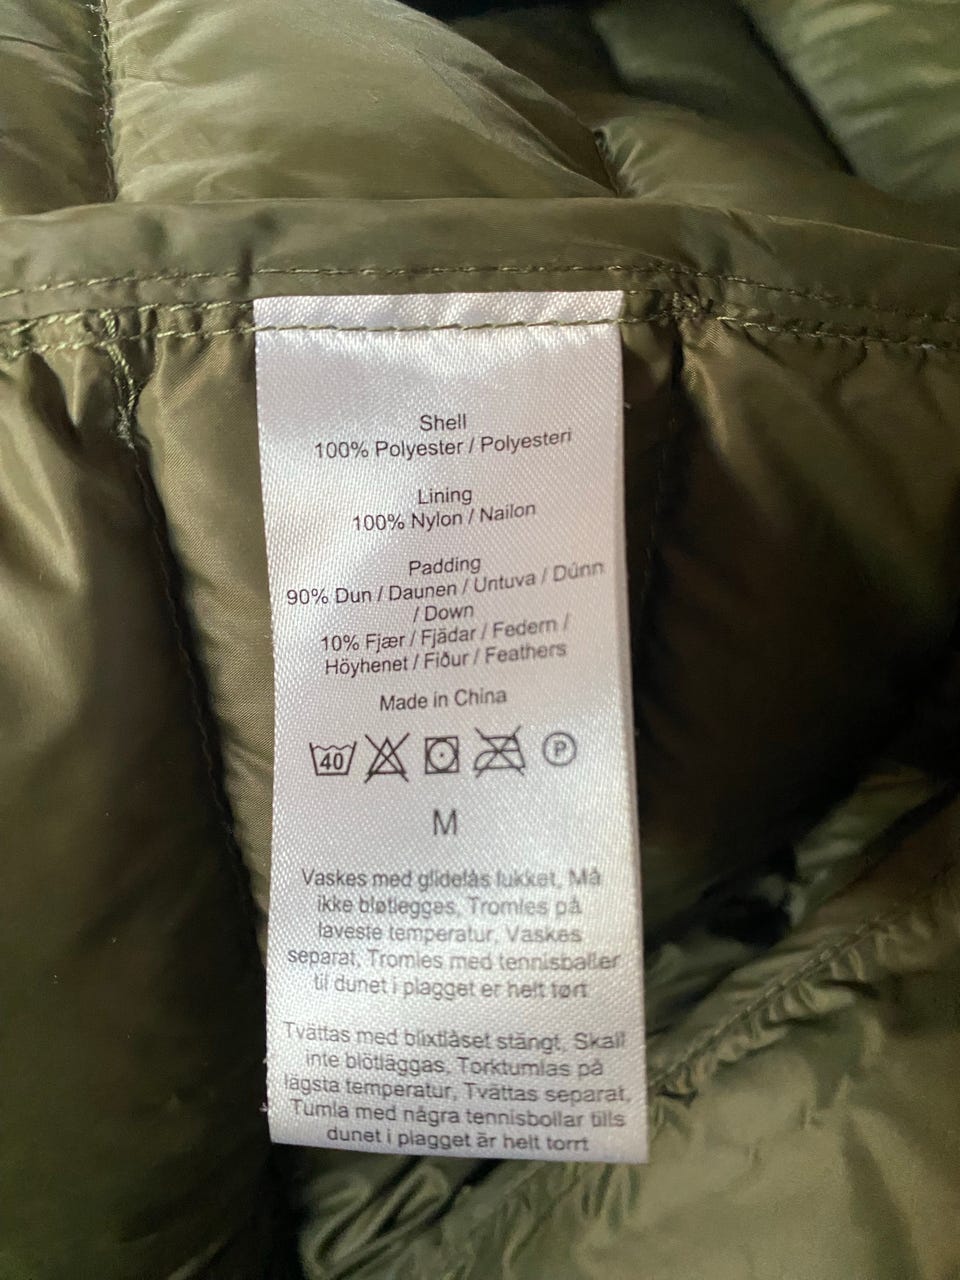 Shell
100% Polyester / Polyesteri
Lining
100% Nylon / Nailon
Padding
90% Dun / Daunen / Untuva / Dúnn
/ Down
10% Fjær / Fjädar / Federn /
Höyhenet / Fiður / Feathers
Made in China
40
P
M
Vaskes med glidelås lukket, Må
ikke bløtlegges, Tromles på
laveste temperatur, Vaskes
separat, Tromles med tennisballer
til dunet i plagget er helt tørt
Tvättas med blixtlåset stängt, Skall
inte blötläggas, Torktumlas på
lägsta temperatur, Tvättas separat,
Tumla med några tennisbollar tills
dunet i plagget är helt torrt